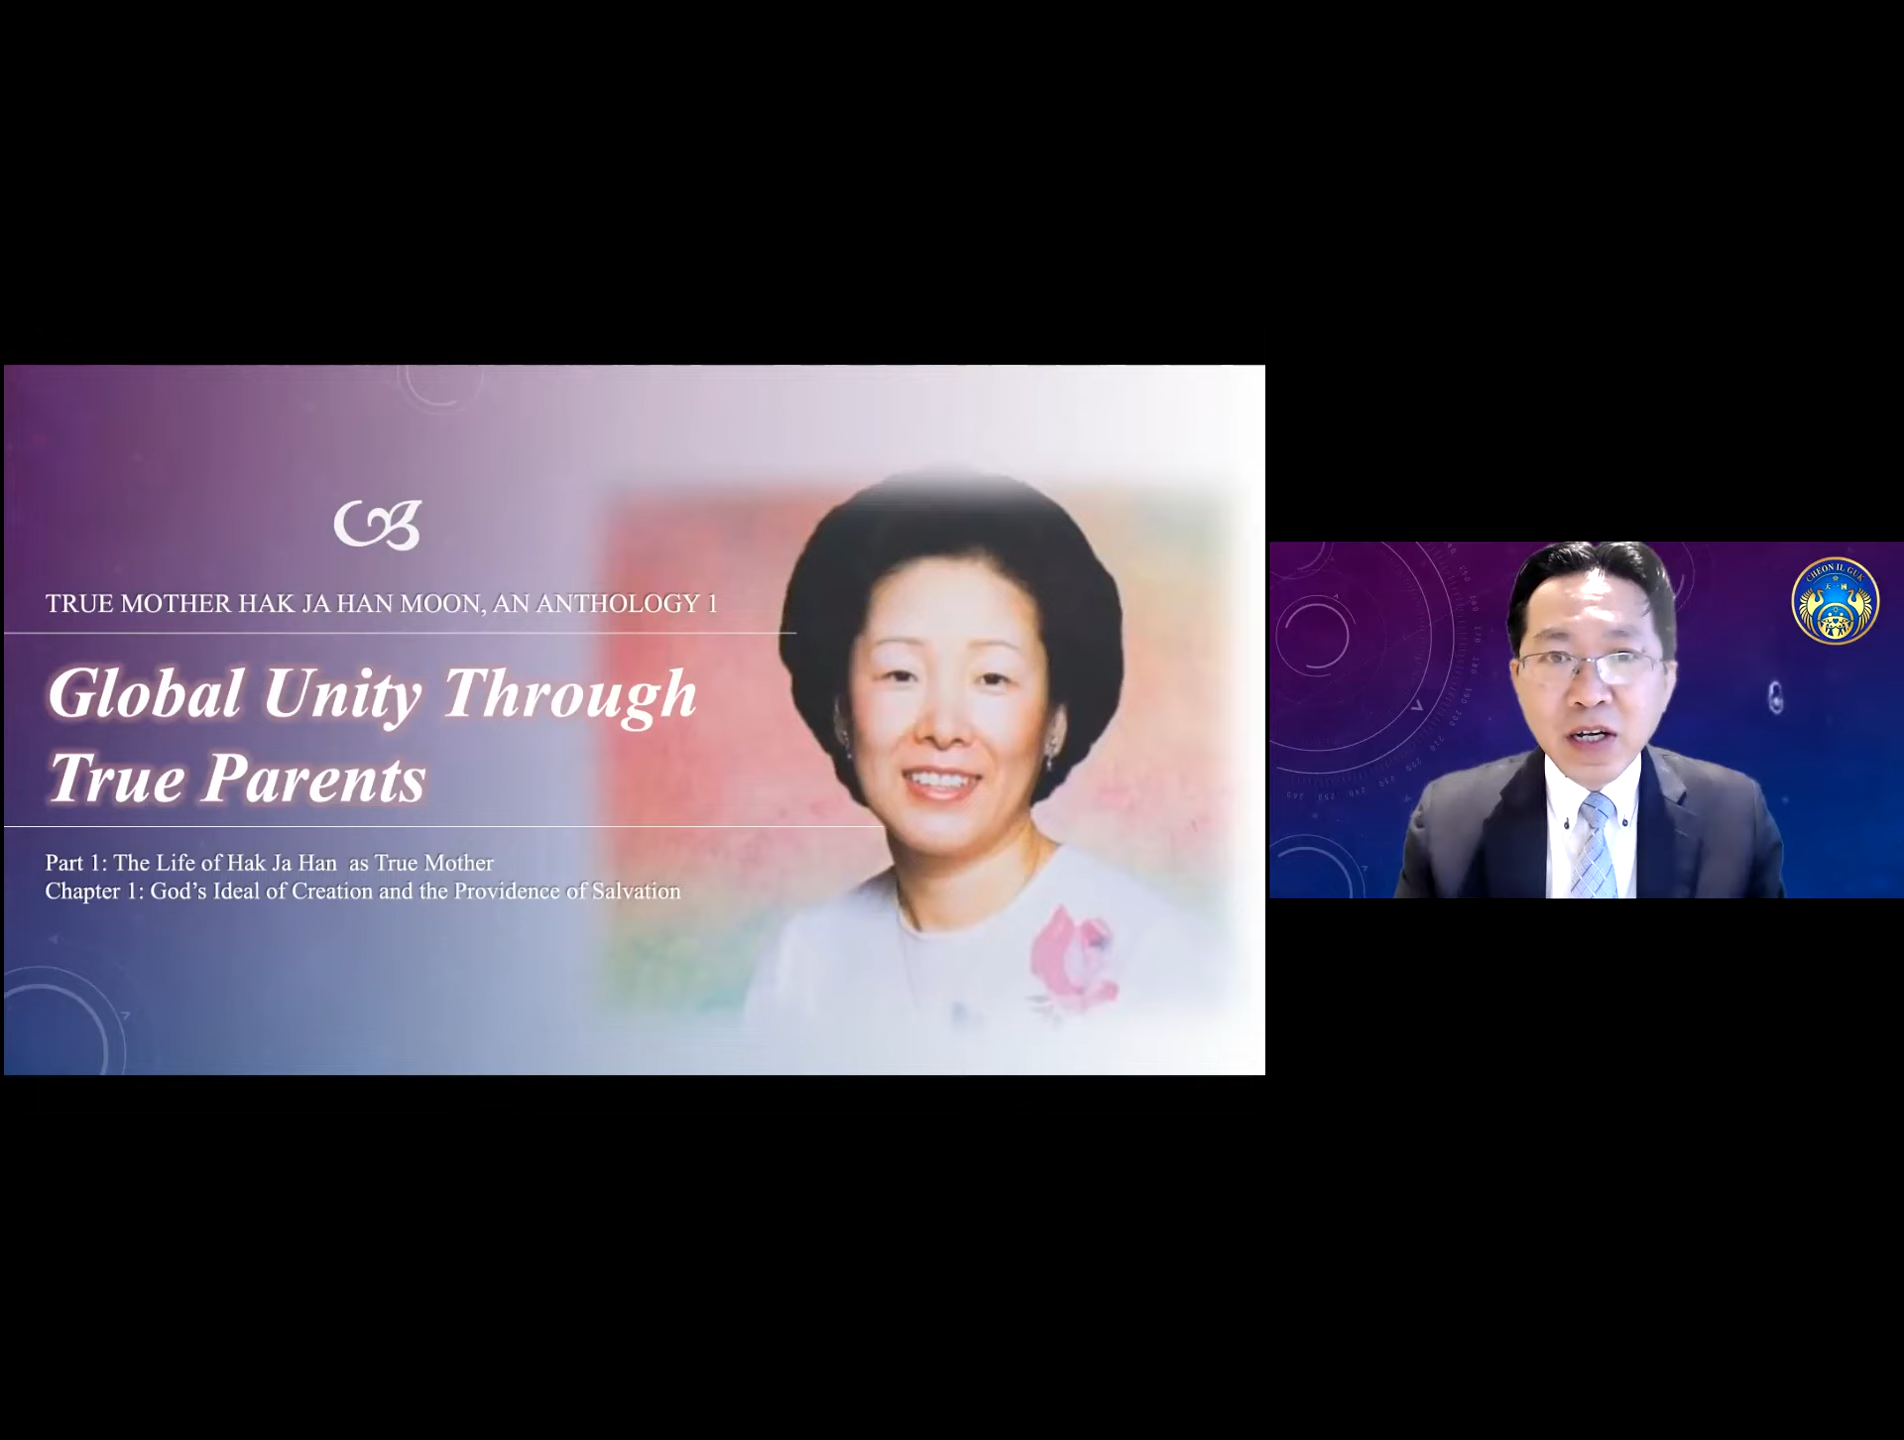 TRUE MOTHER HAK JA HAN MOON, AN ANTHOLOGY 1
Global Unity Through
True Parents
Part 1: The Life of Hak Ja Han as True Mother
Chapter 1: God's Ideal of Creation and the Providence of Salvation
CHEON IL GUK